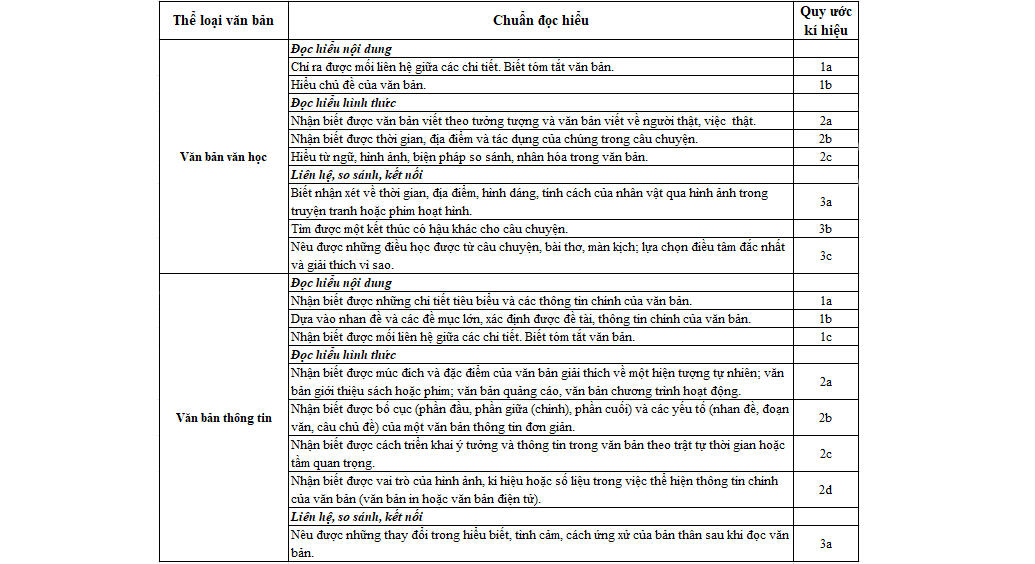 Thể loại văn bản
Chuẩn đọc hiểu
Quy ước
kí hiệu
Văn bản văn học
Đọc hiểu nội dung
Chỉ ra được mối liên hệ giữa các chi tiết. Biết tóm tắt văn bản.
1a
Hiểu chủ đề của văn bản.
1b
Đọc hiểu hình thức
Nhận biết được văn bản viết theo tưởng tượng và văn bản viết về người thật, việc thật.
2a
Nhận biết được thời gian, địa điểm và tác dụng của chúng trong câu chuyện.
2b
Hiểu từ ngữ, hình ảnh, biện pháp so sánh, nhân hóa trong văn bản.
2c
Liên hệ, so sánh, kết nối
Biết nhận xét về thời gian, địa điểm, hình dáng, tính cách của nhân vật qua hình ảnh trong
truyện tranh hoặc phim hoạt hình.
3a
Tìm được một kết thúc có hậu khác cho câu chuyện.
3b
Nêu được những điều học được từ câu chuyện, bài thơ, màn kịch; lựa chọn điều tâm đắc nhất
và giải thích vì sao.
3c
Văn bản thông tin
Đọc hiểu nội dung
Nhận biết được những chi tiết tiêu biểu và các thông tin chính của văn bản.
1a
Dựa vào nhan đề và các đề mục lớn, xác định được đề tài, thông tin chính của văn bản.
1b
Nhận biết được mối liên hệ giữa các chi tiết. Biết tóm tắt văn bản.
1c
Đọc hiểu hình thức
Nhận biết được múc đích và đặc điểm của văn bản giải thích về một hiện tượng tự nhiên; văn
bản giới thiệu sách hoặc phim; văn bản quảng cáo, văn bản chương trình hoạt động.
2a
Nhận biết được bố cục (phần đầu, phần giữa (chính), phần cuối) và các yếu tố (nhan đề, đoạn
văn, câu chủ đề) của một văn bản thông tin đơn giản.
2b
Nhận biết được cách triển khai ý tưởng và thông tin trong văn bản theo trật tự thời gian hoặc
tầm quan trọng.
2c
Nhận biết được vai trò của hình ảnh, kí hiệu hoặc số liệu trong việc thể hiện thông tin chính
của văn bản (văn bản in hoặc văn bản điện tử).
2d
Liên hệ, so sánh, kết nối
Nêu được những thay đổi trong hiểu biết, tình cảm, cách ứng xử của bản thân sau khi đọc văn
bản.
3a